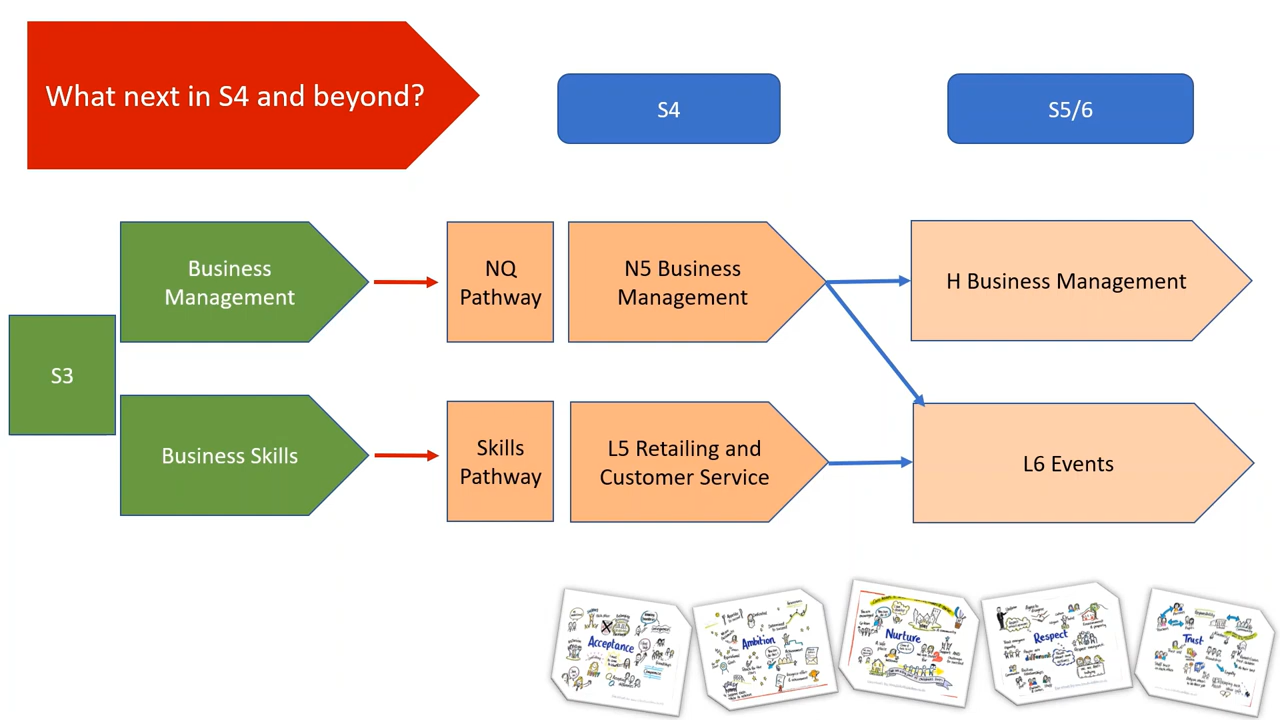 What next in S4 and beyond?
S4
S5/6
S3
Business
Management
NQ
Pathway
N5 Business
Management
H Business Management
Business Skills
Skills
Pathway
L5 Retailing and
Customer Service
L6 Events
Acceptance
Ambition
Nurture
Respect
Trust